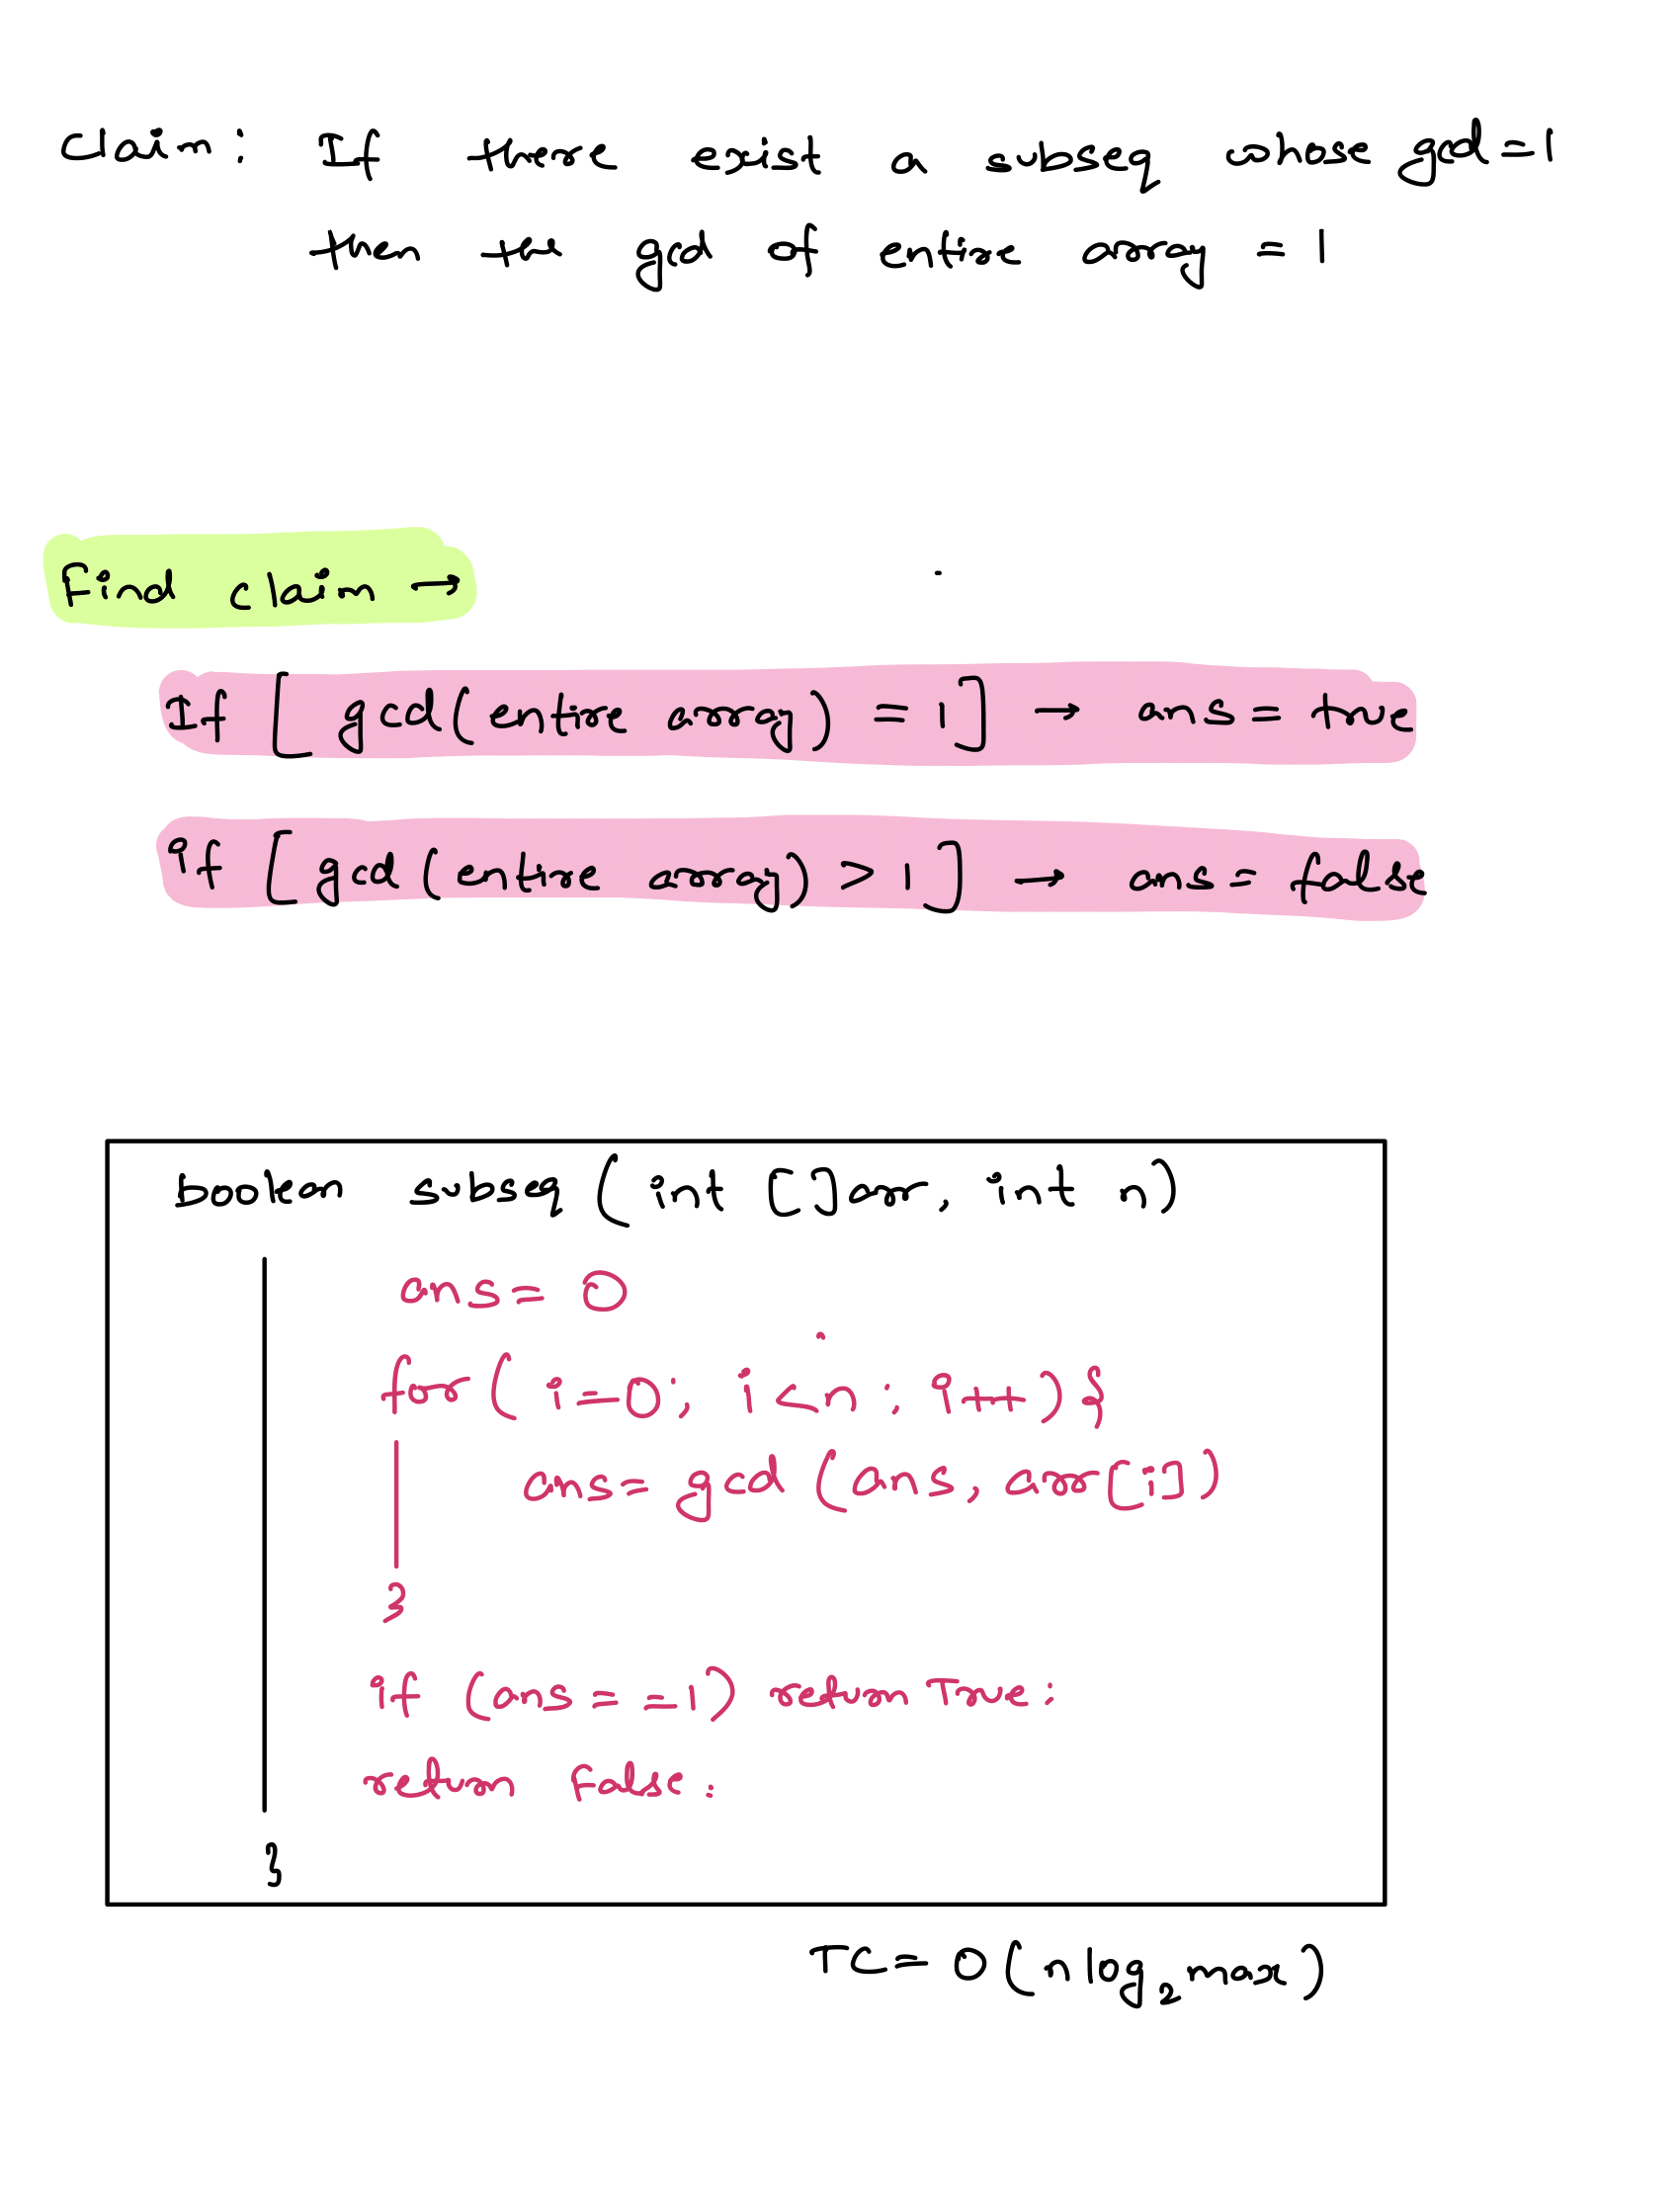 Claim: If there exist a subseq whose gcd=1
then the gcd of entire array = 1
Find claim →
If [ gcd(entire array) = 1 ] → ans = true
if [ gcd (entire array) > 1 ] → ans = false
boolean subseq ( int []arr, int n)
ans = 0
for( i=0; i<n; i++) {
ans= gcd (ans, arr[i])
}
if (ans = =1) return True;
return False;
}
TC= O(n log₂ max)